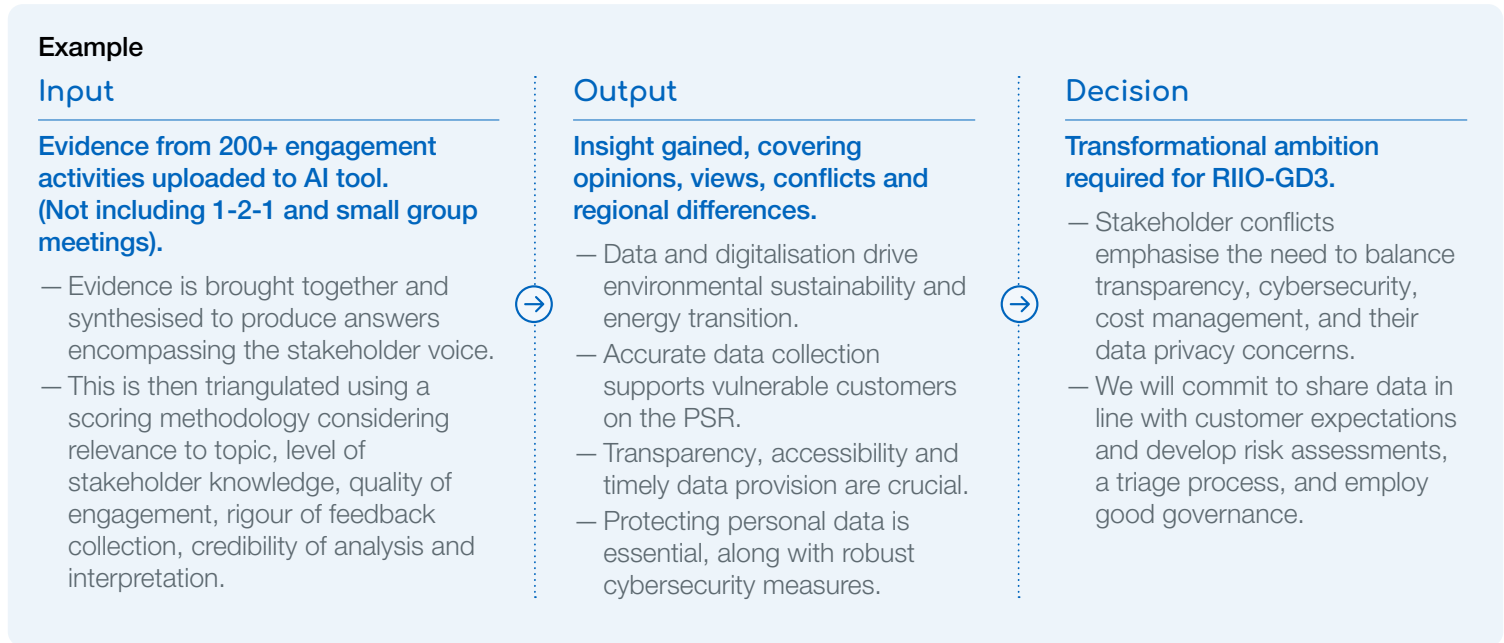 Example
Input
Evidence from 200+ engagement
activities uploaded to AI tool.
(Not including 1-2-1 and small group
meetings).
— Evidence is brought together and
synthesised to produce answers
encompassing the stakeholder voice.
— This is then triangulated using a
scoring methodology considering
relevance to topic, level of
stakeholder knowledge, quality of
engagement, rigour of feedback
collection, credibility of analysis and
interpretation.
Output
Insight gained, covering
opinions, views, conflicts and
regional differences.
— Data and digitalisation drive
environmental sustainability and
energy transition.
— Accurate data collection
supports vulnerable customers
on the PSR.
— Transparency, accessibility and
timely data provision are crucial.
— Protecting personal data is
essential, along with robust
cybersecurity measures.
Decision
Transformational ambition
required for RIIO-GD3.
— Stakeholder conflicts
emphasise the need to balance
transparency, cybersecurity,
cost management, and their
data privacy concerns.
— We will commit to share data in
line with customer expectations
and develop risk assessments,
a triage process, and employ
good governance.